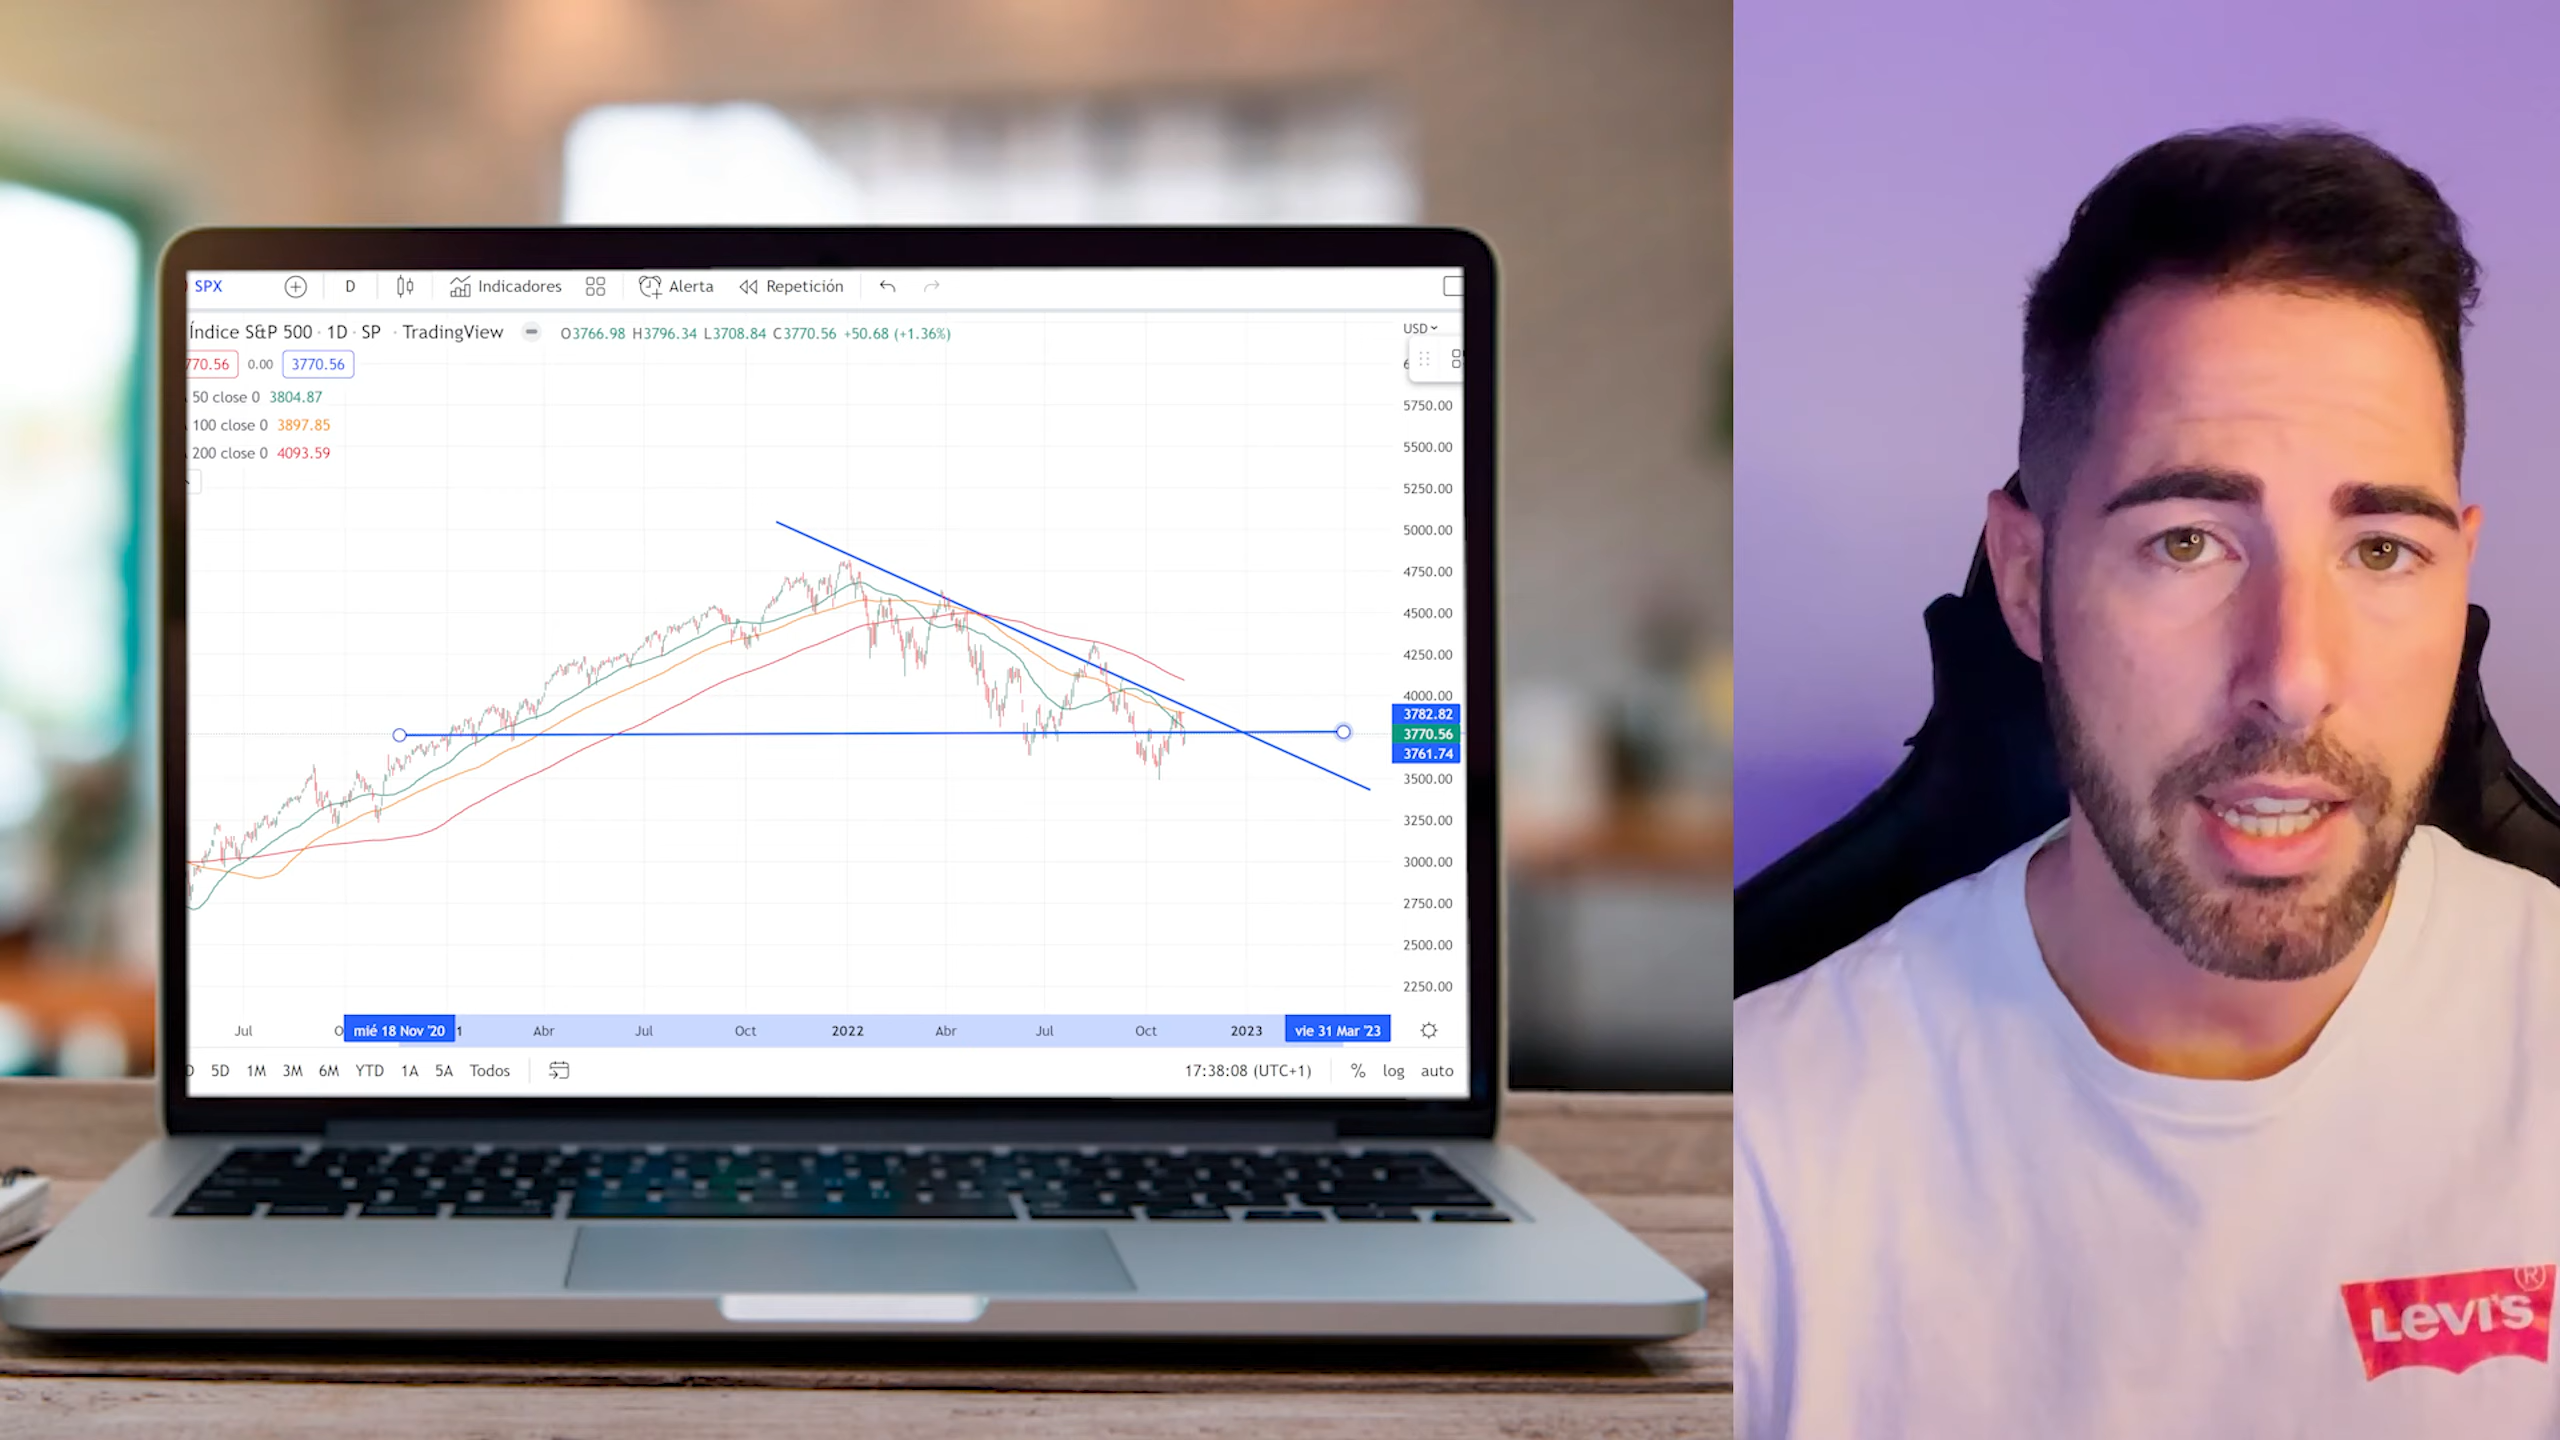 SPX D Indicadores Alerta Repetición
Índice S&P 500 · 1D · SP · TradingView O3766.98 H3796.34 L3708.84 C3770.56 +50.68 (+1.36%)
USD
770.56 0.00 3770.56
50 close 0 3804.87
100 close 0 3897.85
200 close 0 4093.59
5750.00
5500.00
5250.00
5000.00
4750.00
4500.00
4250.00
4000.00
3782.82
3770.56
3761.74
3500.00
3250.00
3000.00
2750.00
2500.00
2250.00
Jul O mié 18 Nov '20 1 Abr Jul Oct 2022 Abr Jul Oct 2023 vie 31 Mar '23
D 5D 1M 3M 6M YTD 1A 5A Todos 17:38:08 (UTC+1) % log auto
Levi's ®